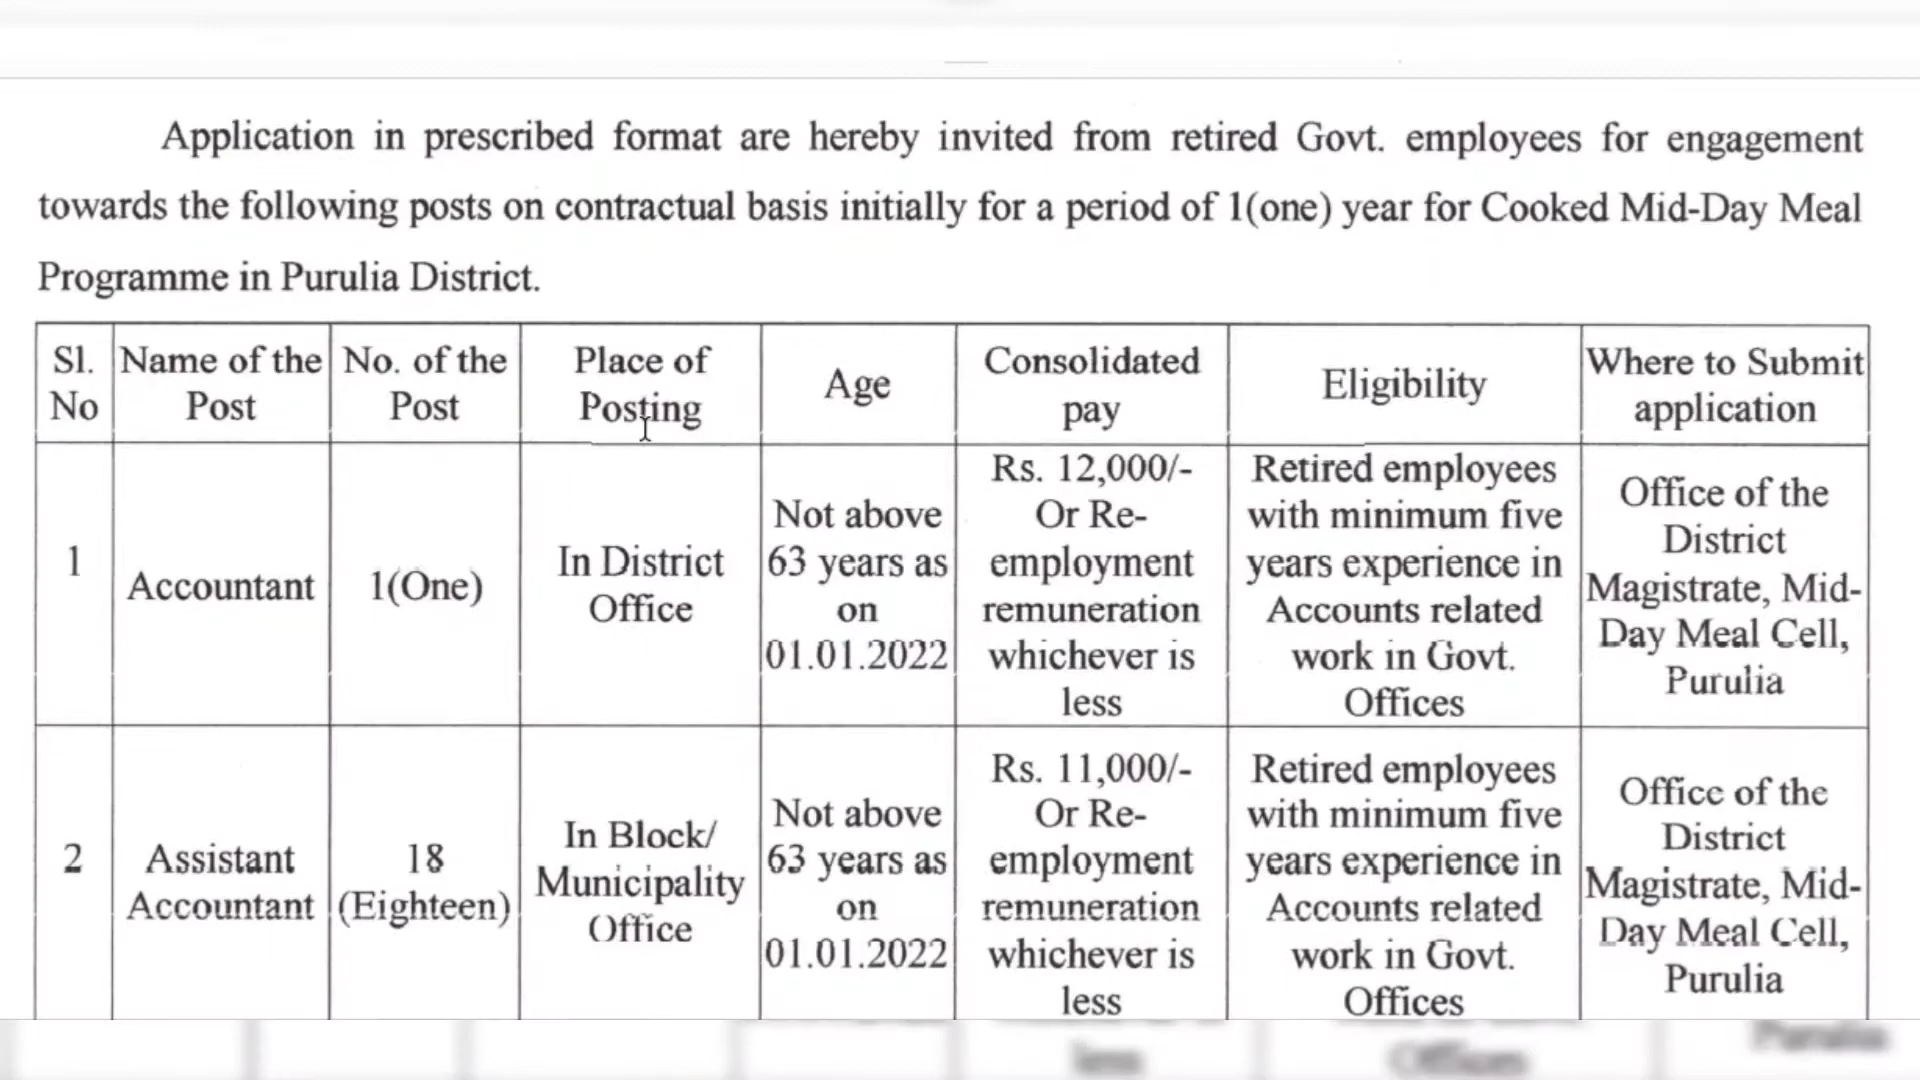 Application in prescribed format are hereby invited from retired Govt. employees for engagement
towards the following posts on contractual basis initially for a period of 1(one) year for Cooked Mid-Day Meal
Programme in Purulia District.
Sl. No
Name of the Post
No. of the Post
Place of Posting
Age
Consolidated pay
Eligibility
Where to Submit application
1
Accountant
1(One)
In District
Office
Not above
63 years as
on
01.01.2022
Rs. 12,000/-
Or Re-
employment
remuneration
whichever is
less
Retired employees
with minimum five
years experience in
Accounts related
work in Govt.
Offices
Office of the
District
Magistrate, Mid-
Day Meal Cell,
Purulia
2
Assistant
Accountant
18
(Eighteen)
In Block/
Municipality
Office
Not above
63 years as
on
01.01.2022
Rs. 11,000/-
Or Re-
employment
remuneration
whichever is
less
Retired employees
with minimum five
years experience in
Accounts related
work in Govt.
Offices
Office of the
District
Magistrate, Mid-
Day Meal Cell,
Purulia
less
Offices
Purulia